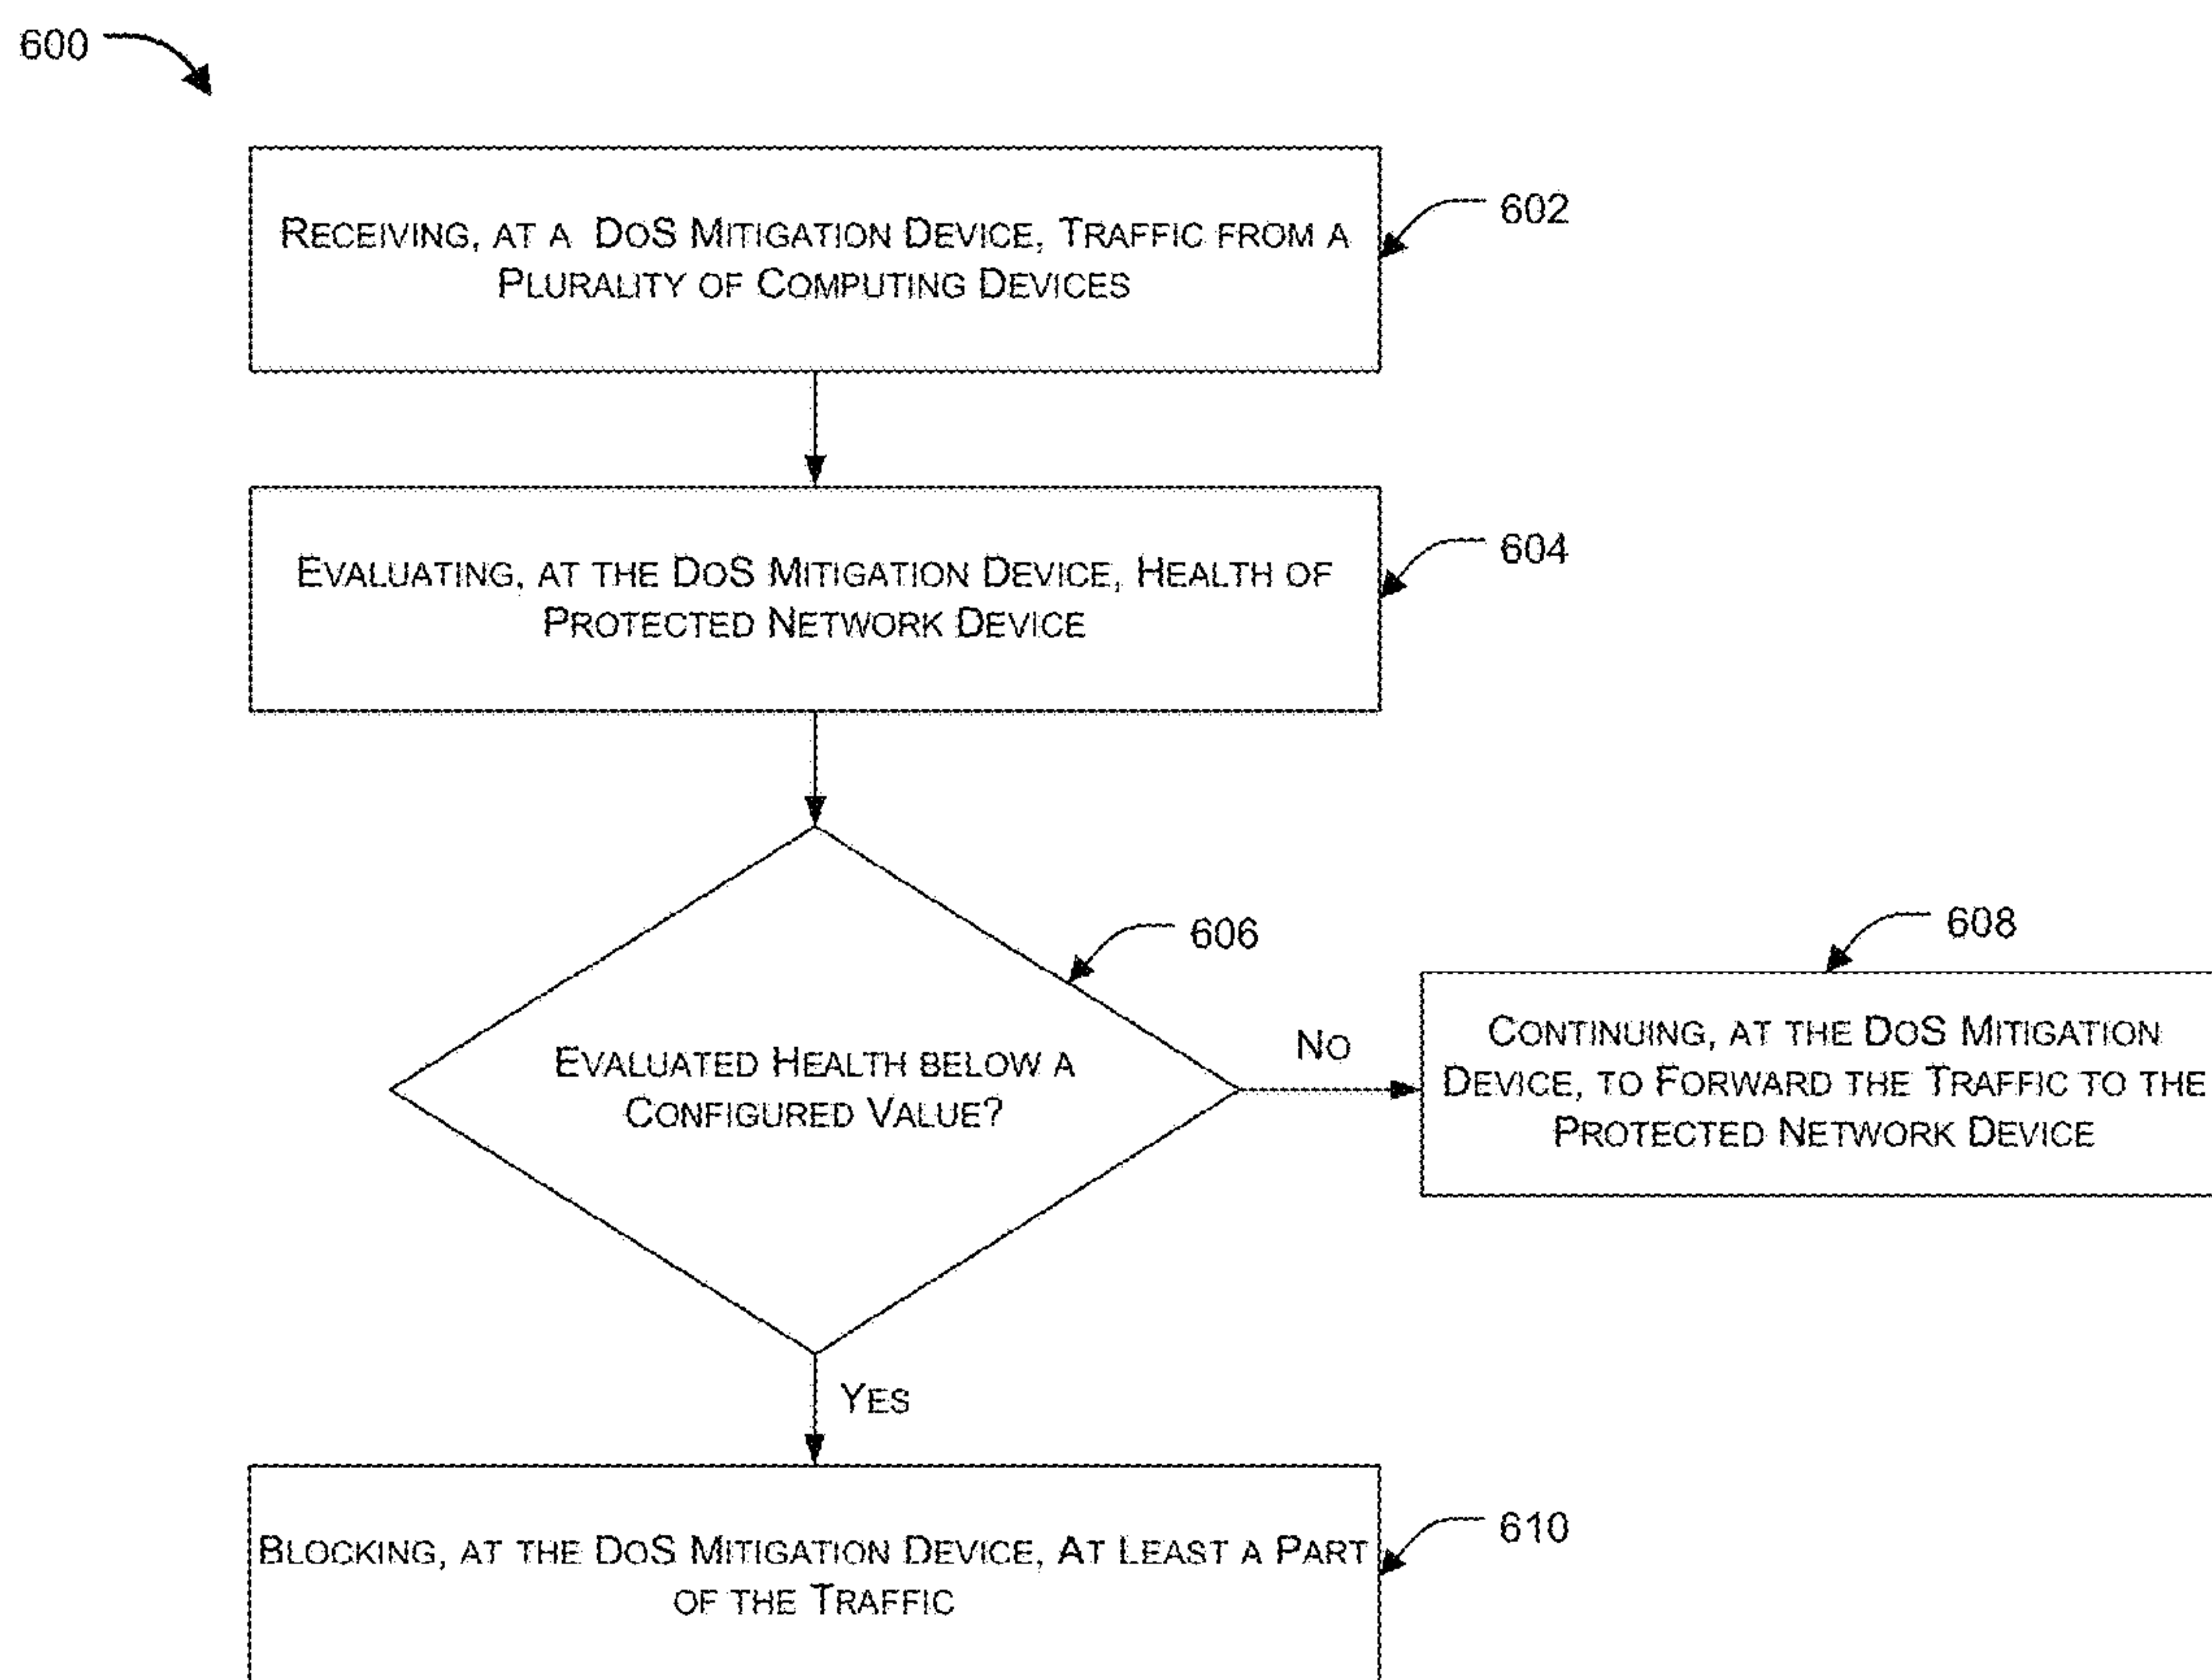 600
RECEIVING, AT A DOS MITIGATION DEVICE, TRAFFIC FROM A
PLURALITY OF COMPUTING DEVICES
602
EVALUATING, AT THE DOS MITIGATION DEVICE, HEALTH OF
PROTECTED NETWORK DEVICE
604
606
EVALUATED HEALTH BELOW A
CONFIGURED VALUE?
NO
608
CONTINUING, AT THE DOS MITIGATION
DEVICE, TO FORWARD THE TRAFFIC TO THE
PROTECTED NETWORK DEVICE
YES
BLOCKING, AT THE DOS MITIGATION DEVICE, AT LEAST A PART
OF THE TRAFFIC
610